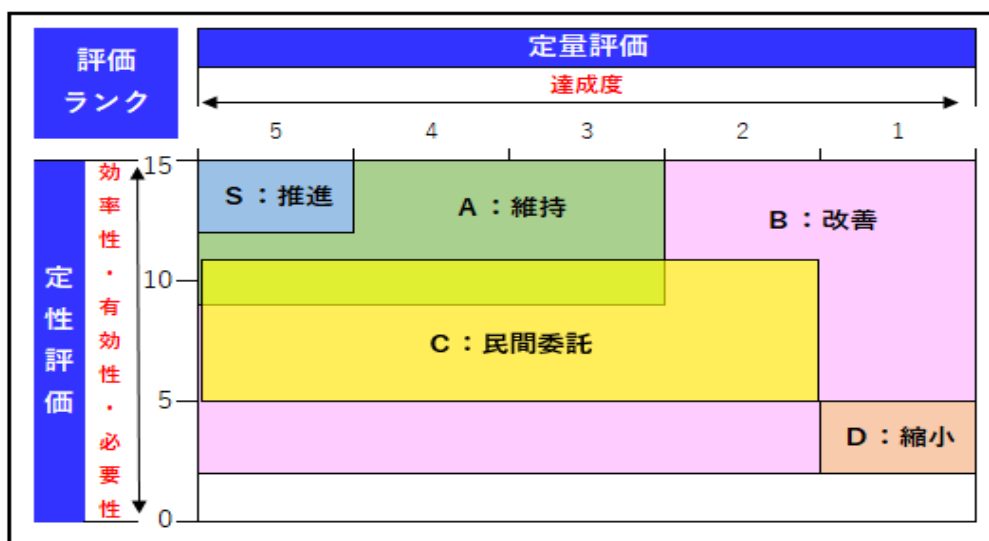 評価
ランク
定量評価
達成度
5 4 3 2 1
定性評価
効率性・有効性・必要性
15
10
5
0
S：推進
A：維持
B：改善
C：民間委託
D：縮小